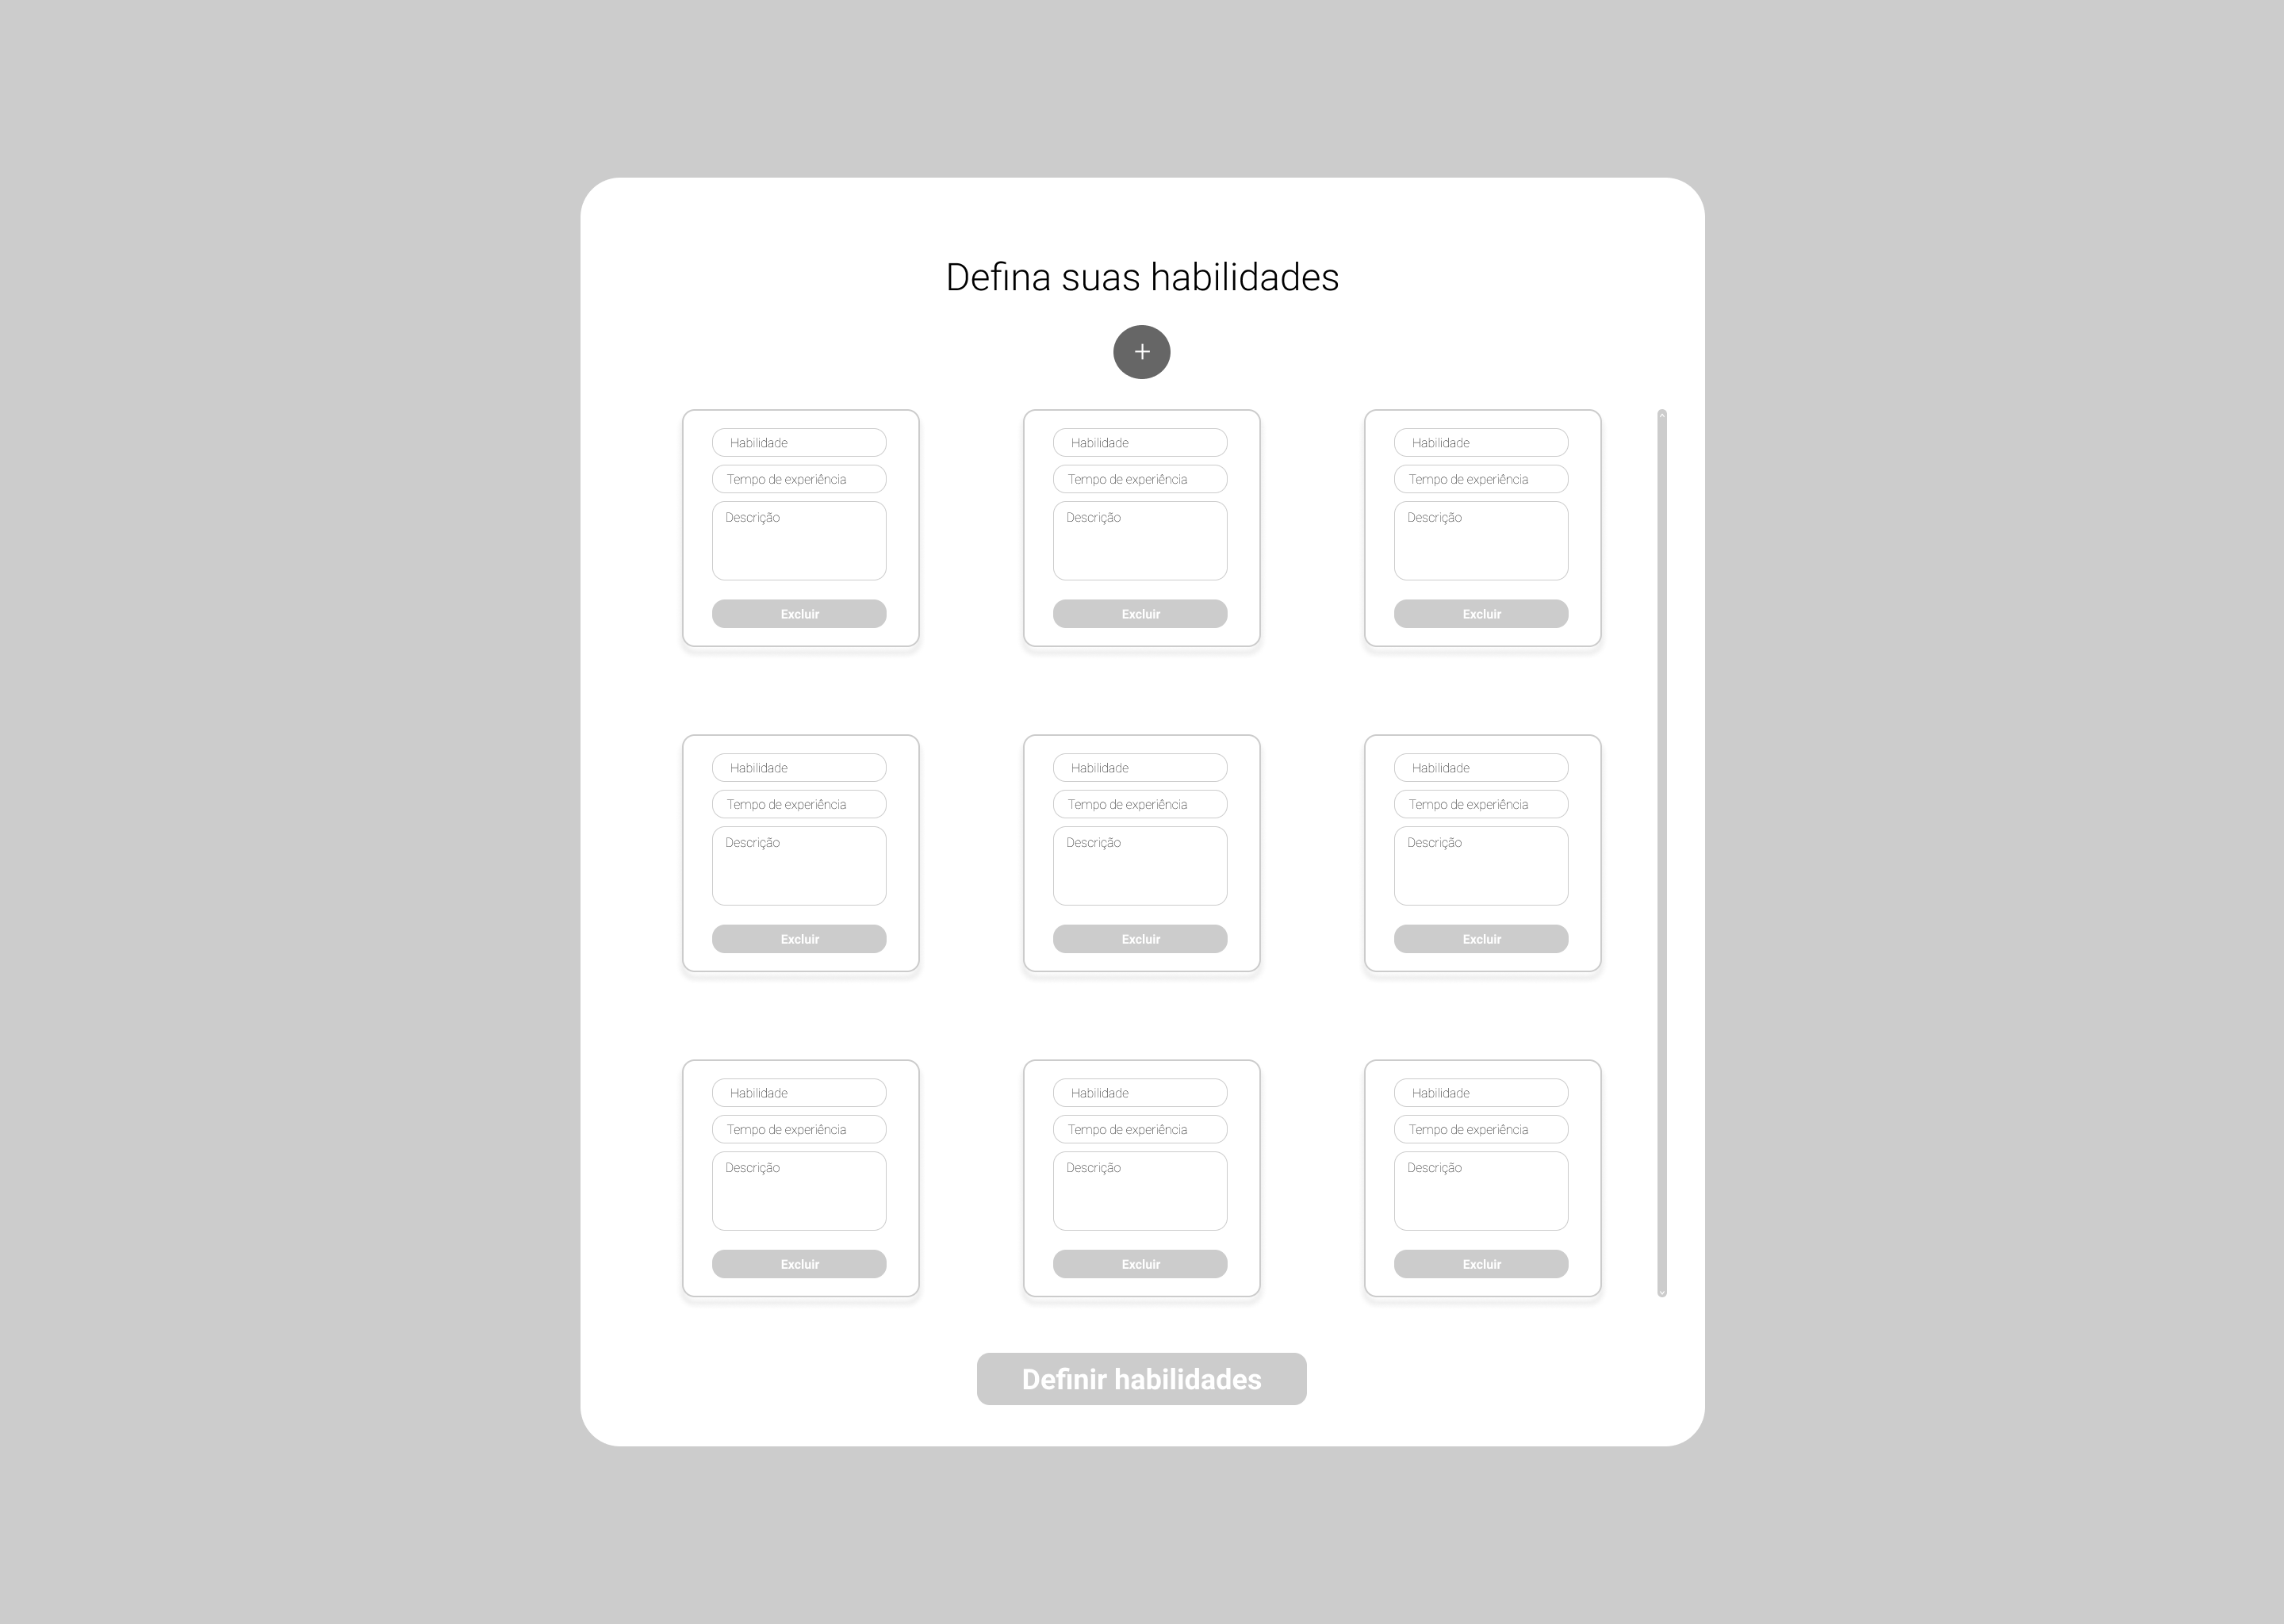 Defina suas habilidades
+
Habilidade
Tempo de experiência
Descrição
Excluir
Habilidade
Tempo de experiência
Descrição
Excluir
Habilidade
Tempo de experiência
Descrição
Excluir
Habilidade
Tempo de experiência
Descrição
Excluir
Habilidade
Tempo de experiência
Descrição
Excluir
Habilidade
Tempo de experiência
Descrição
Excluir
Habilidade
Tempo de experiência
Descrição
Excluir
Habilidade
Tempo de experiência
Descrição
Excluir
Habilidade
Tempo de experiência
Descrição
Excluir
Definir habilidades